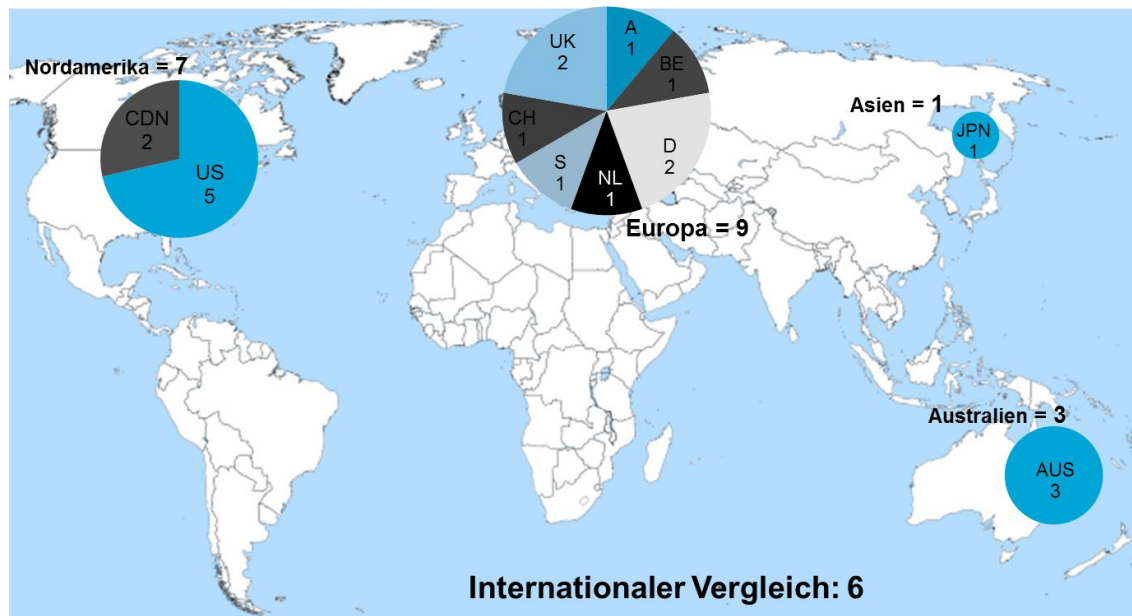 Nordamerika = 7
CDN
2
US
5
UK
2
A
1
BE
1
CH
1
D
2
S
1
NL
1
Europa = 9
Asien = 1
JPN
1
Australien = 3
AUS
3
Internationaler Vergleich: 6